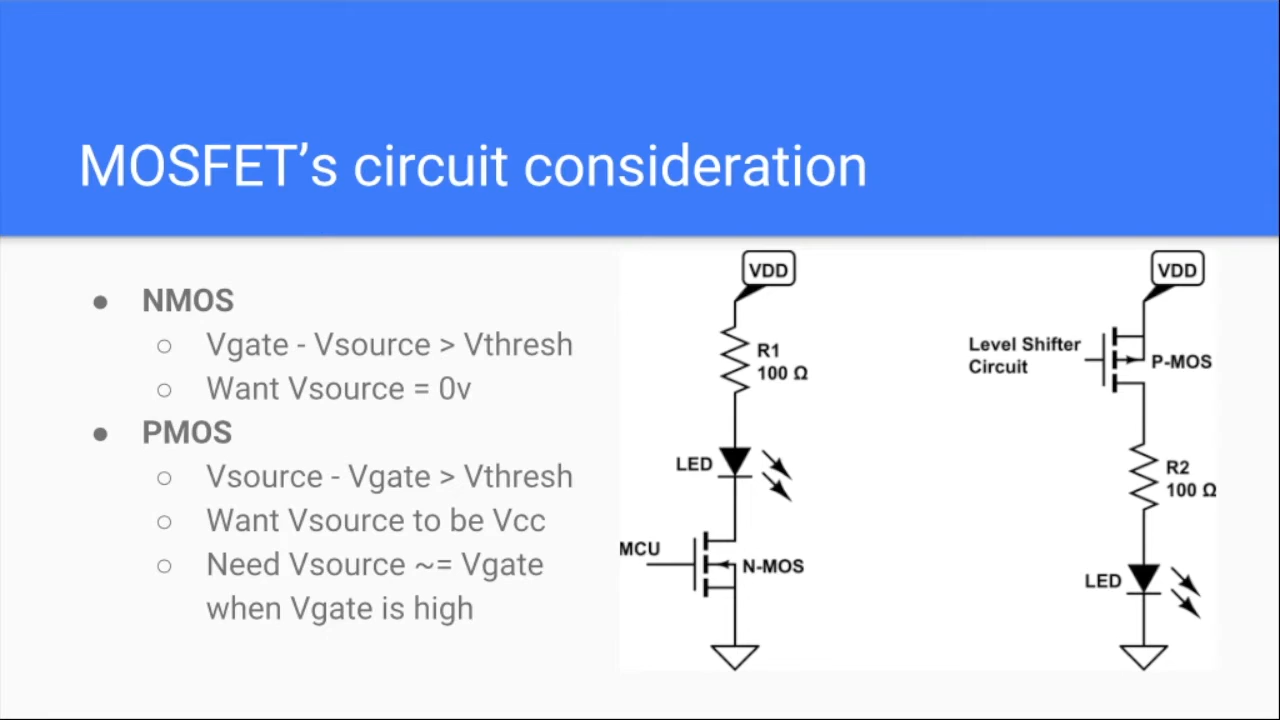 MOSFET’s circuit consideration
● NMOS
○ Vgate - Vsource > Vthresh
○ Want Vsource = 0v
● PMOS
○ Vsource - Vgate > Vthresh
○ Want Vsource to be Vcc
○ Need Vsource ~= Vgate
when Vgate is high
VDD
R1
100 Ω
LED
MCU
N-MOS
VDD
Level Shifter
Circuit
P-MOS
R2
100 Ω
LED